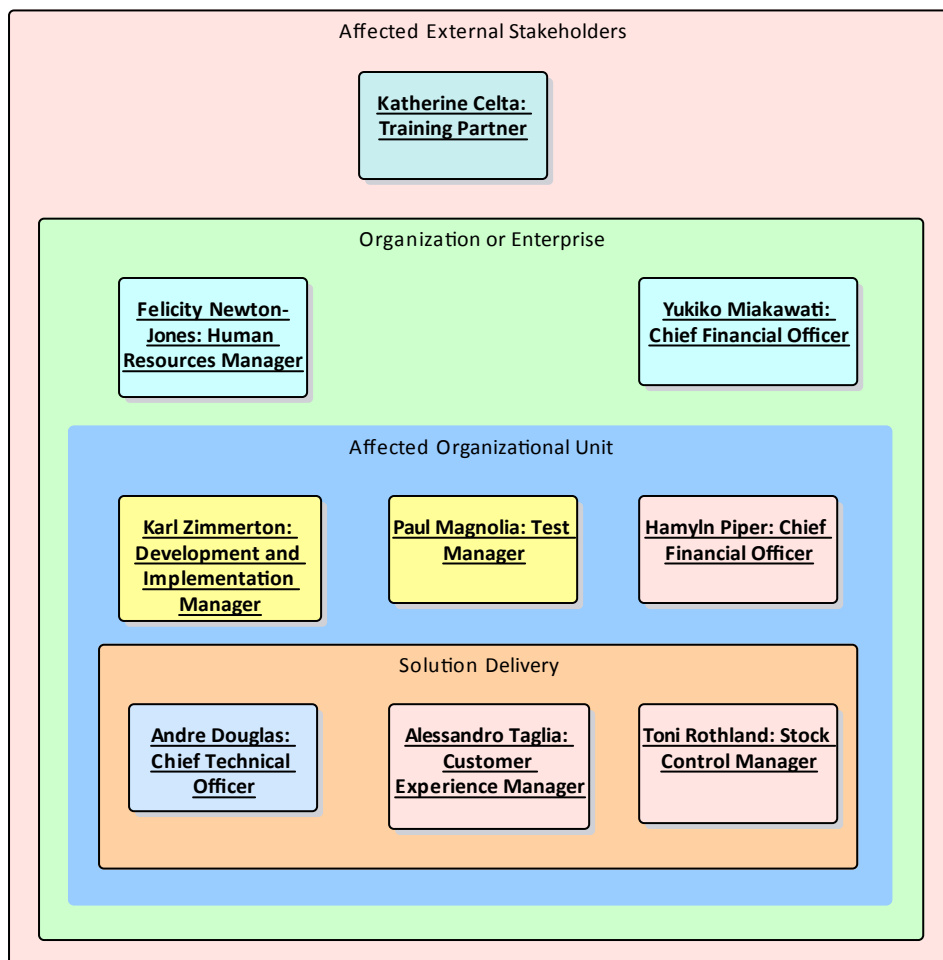 Affected External Stakeholders
Katherine Celta:
Training Partner
Organization or Enterprise
Felicity Newton-
Jones: Human
Resources Manager
Yukiko Miakawati:
Chief Financial Officer
Affected Organizational Unit
Karl Zimmerton:
Development and
Implementation
Manager
Paul Magnolia: Test
Manager
Hamyln Piper: Chief
Financial Officer
Solution Delivery
Andre Douglas:
Chief Technical
Officer
Alessandro Taglia:
Customer
Experience Manager
Toni Rothland: Stock
Control Manager